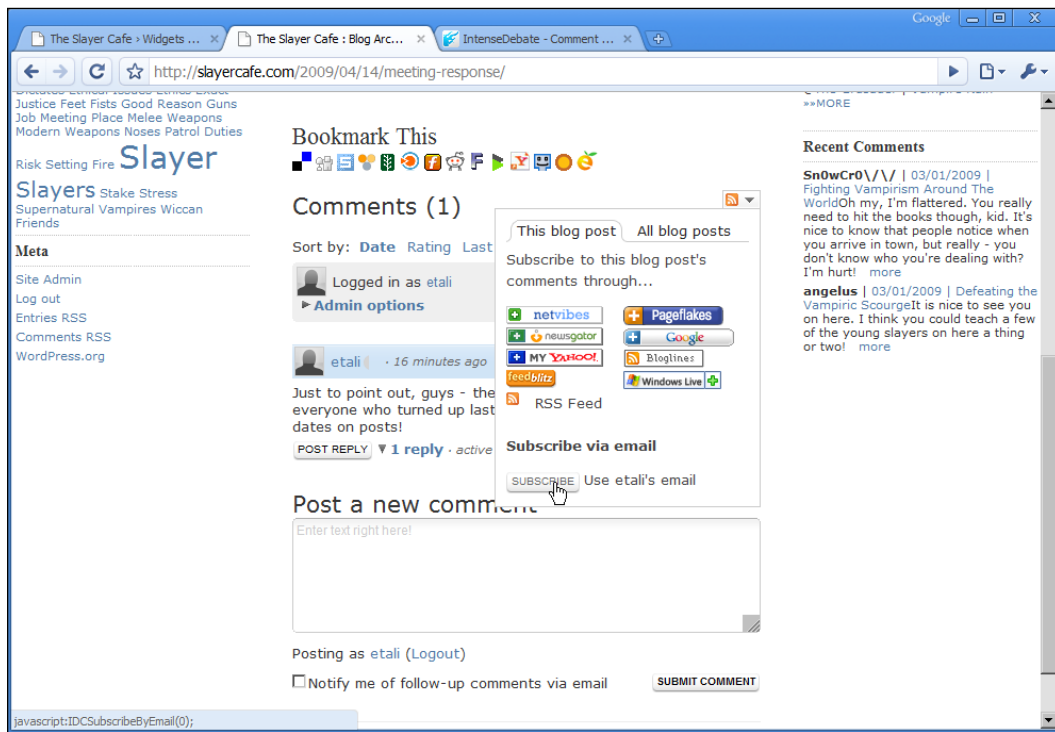 Google
The Slayer Cafe › Widgets ...
The Slayer Cafe : Blog Arc...
IntenseDebate - Comment ...
http://slayercafe.com/2009/04/14/meeting-response/
Justice Feet Fists Good Reason Guns
Job Meeting Place Melee Weapons
Modern Weapons Noses Patrol Duties
Risk Setting Fire Slayer
Slayers Stake Stress
Supernatural Vampires Wiccan
Friends
Meta
Site Admin
Log out
Entries RSS
Comments RSS
WordPress.org
Bookmark This
Comments (1)
Sort by: Date Rating Last
Logged in as etali
Admin options
etali · 16 minutes ago
Just to point out, guys - the
everyone who turned up last
dates on posts!
POST REPLY ▼ 1 reply · active
This blog post
All blog posts
Subscribe to this blog post's
comments through...
netvibes
Pageflakes
newsgator
Google
MY YAHOO!
Bloglines
feedblitz
Windows Live
RSS Feed
Subscribe via email
SUBSCRIBE Use etali's email
Post a new comment
Enter text right here!
Posting as etali (Logout)
Notify me of follow-up comments via email
SUBMIT COMMENT
»»MORE
Recent Comments
Sn0wCr0\/\/ | 03/01/2009 |
Fighting Vampirism Around The
WorldOh my, I'm flattered. You really
need to hit the books though, kid. It's
nice to know that people notice when
you arrive in town, but really - you
don't know who you're dealing with?
I'm hurt! more
angelus | 03/01/2009 | Defeating the
Vampiric ScourgeIt is nice to see you
on here. I think you could teach a few
of the young slayers on here a thing
or two! more
javascript:IDCSubscribeByEmail(0);